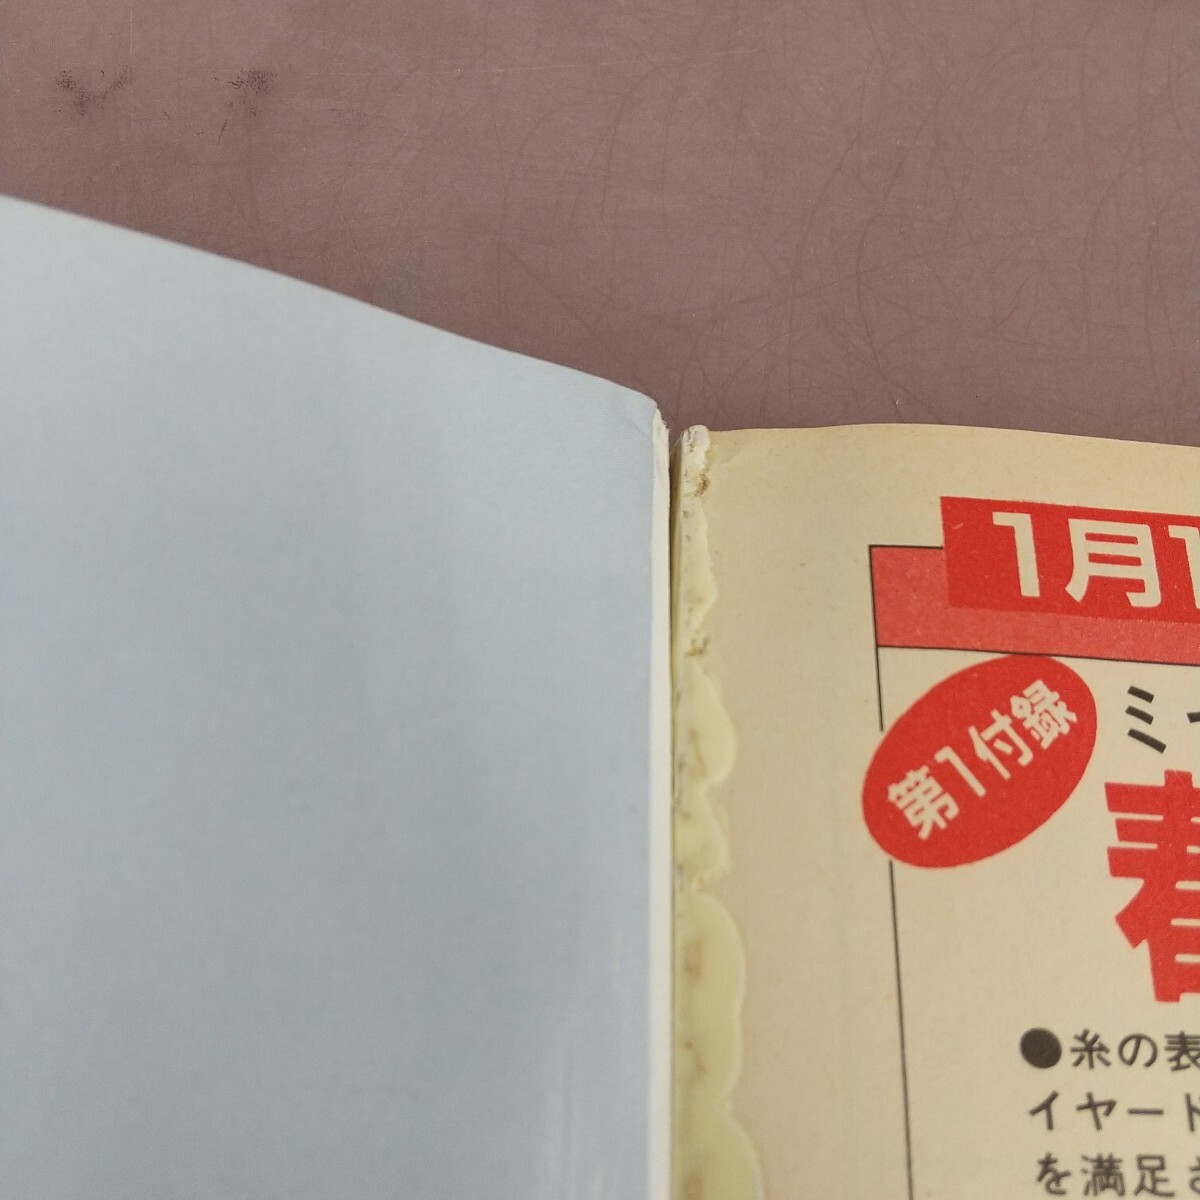 1月1
第1付録
ミ
春
●糸の表
イヤード
を満足さ